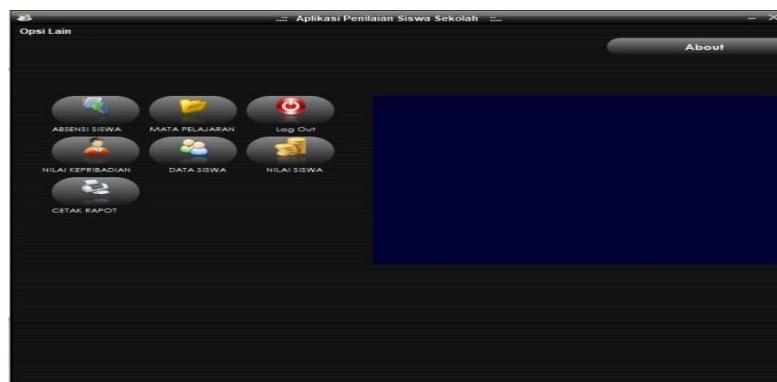 ..:: Aplikasi Penilaian Siswa Sekolah ::..
Opsi Lain
About
ABSENSI SISWA MATA PELAJARAN Log Out
NILAI KEPRIBADIAN DATA SISWA NILAI SISWA
CETAK RAPOT